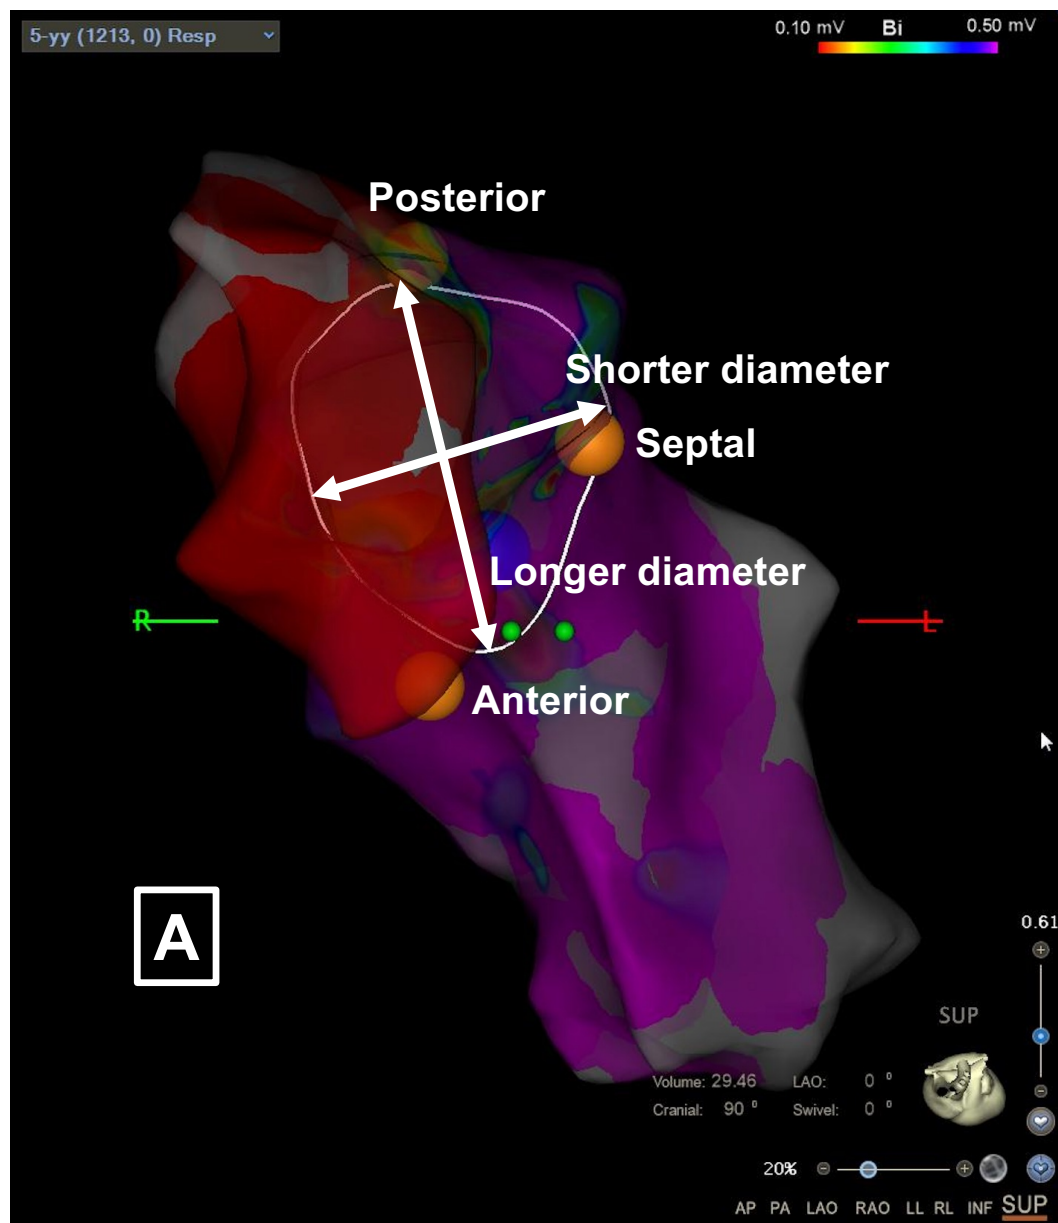 5-yy (1213, 0) Resp
0.10 mV Bi 0.50 mV
Posterior
Shorter diameter
Septal
Longer diameter
R
L
Anterior
A
0.61
SUP
Volume: 29.46 LAO: 0 °
Cranial: 90 ° Swivel: 0 °
20%
AP PA LAO RAO LL RL INF SUP